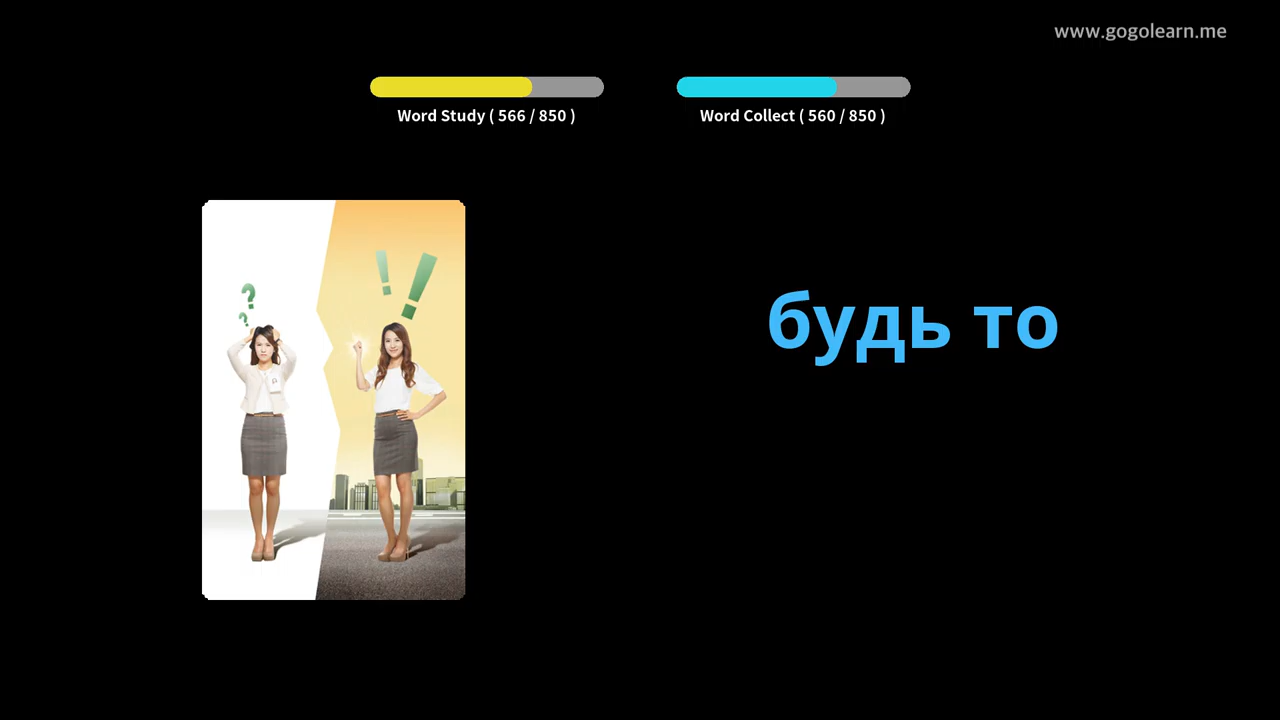 www.gogolearn.me
Word Study ( 566 / 850 )
Word Collect ( 560 / 850 )
? ?
! !
будь то